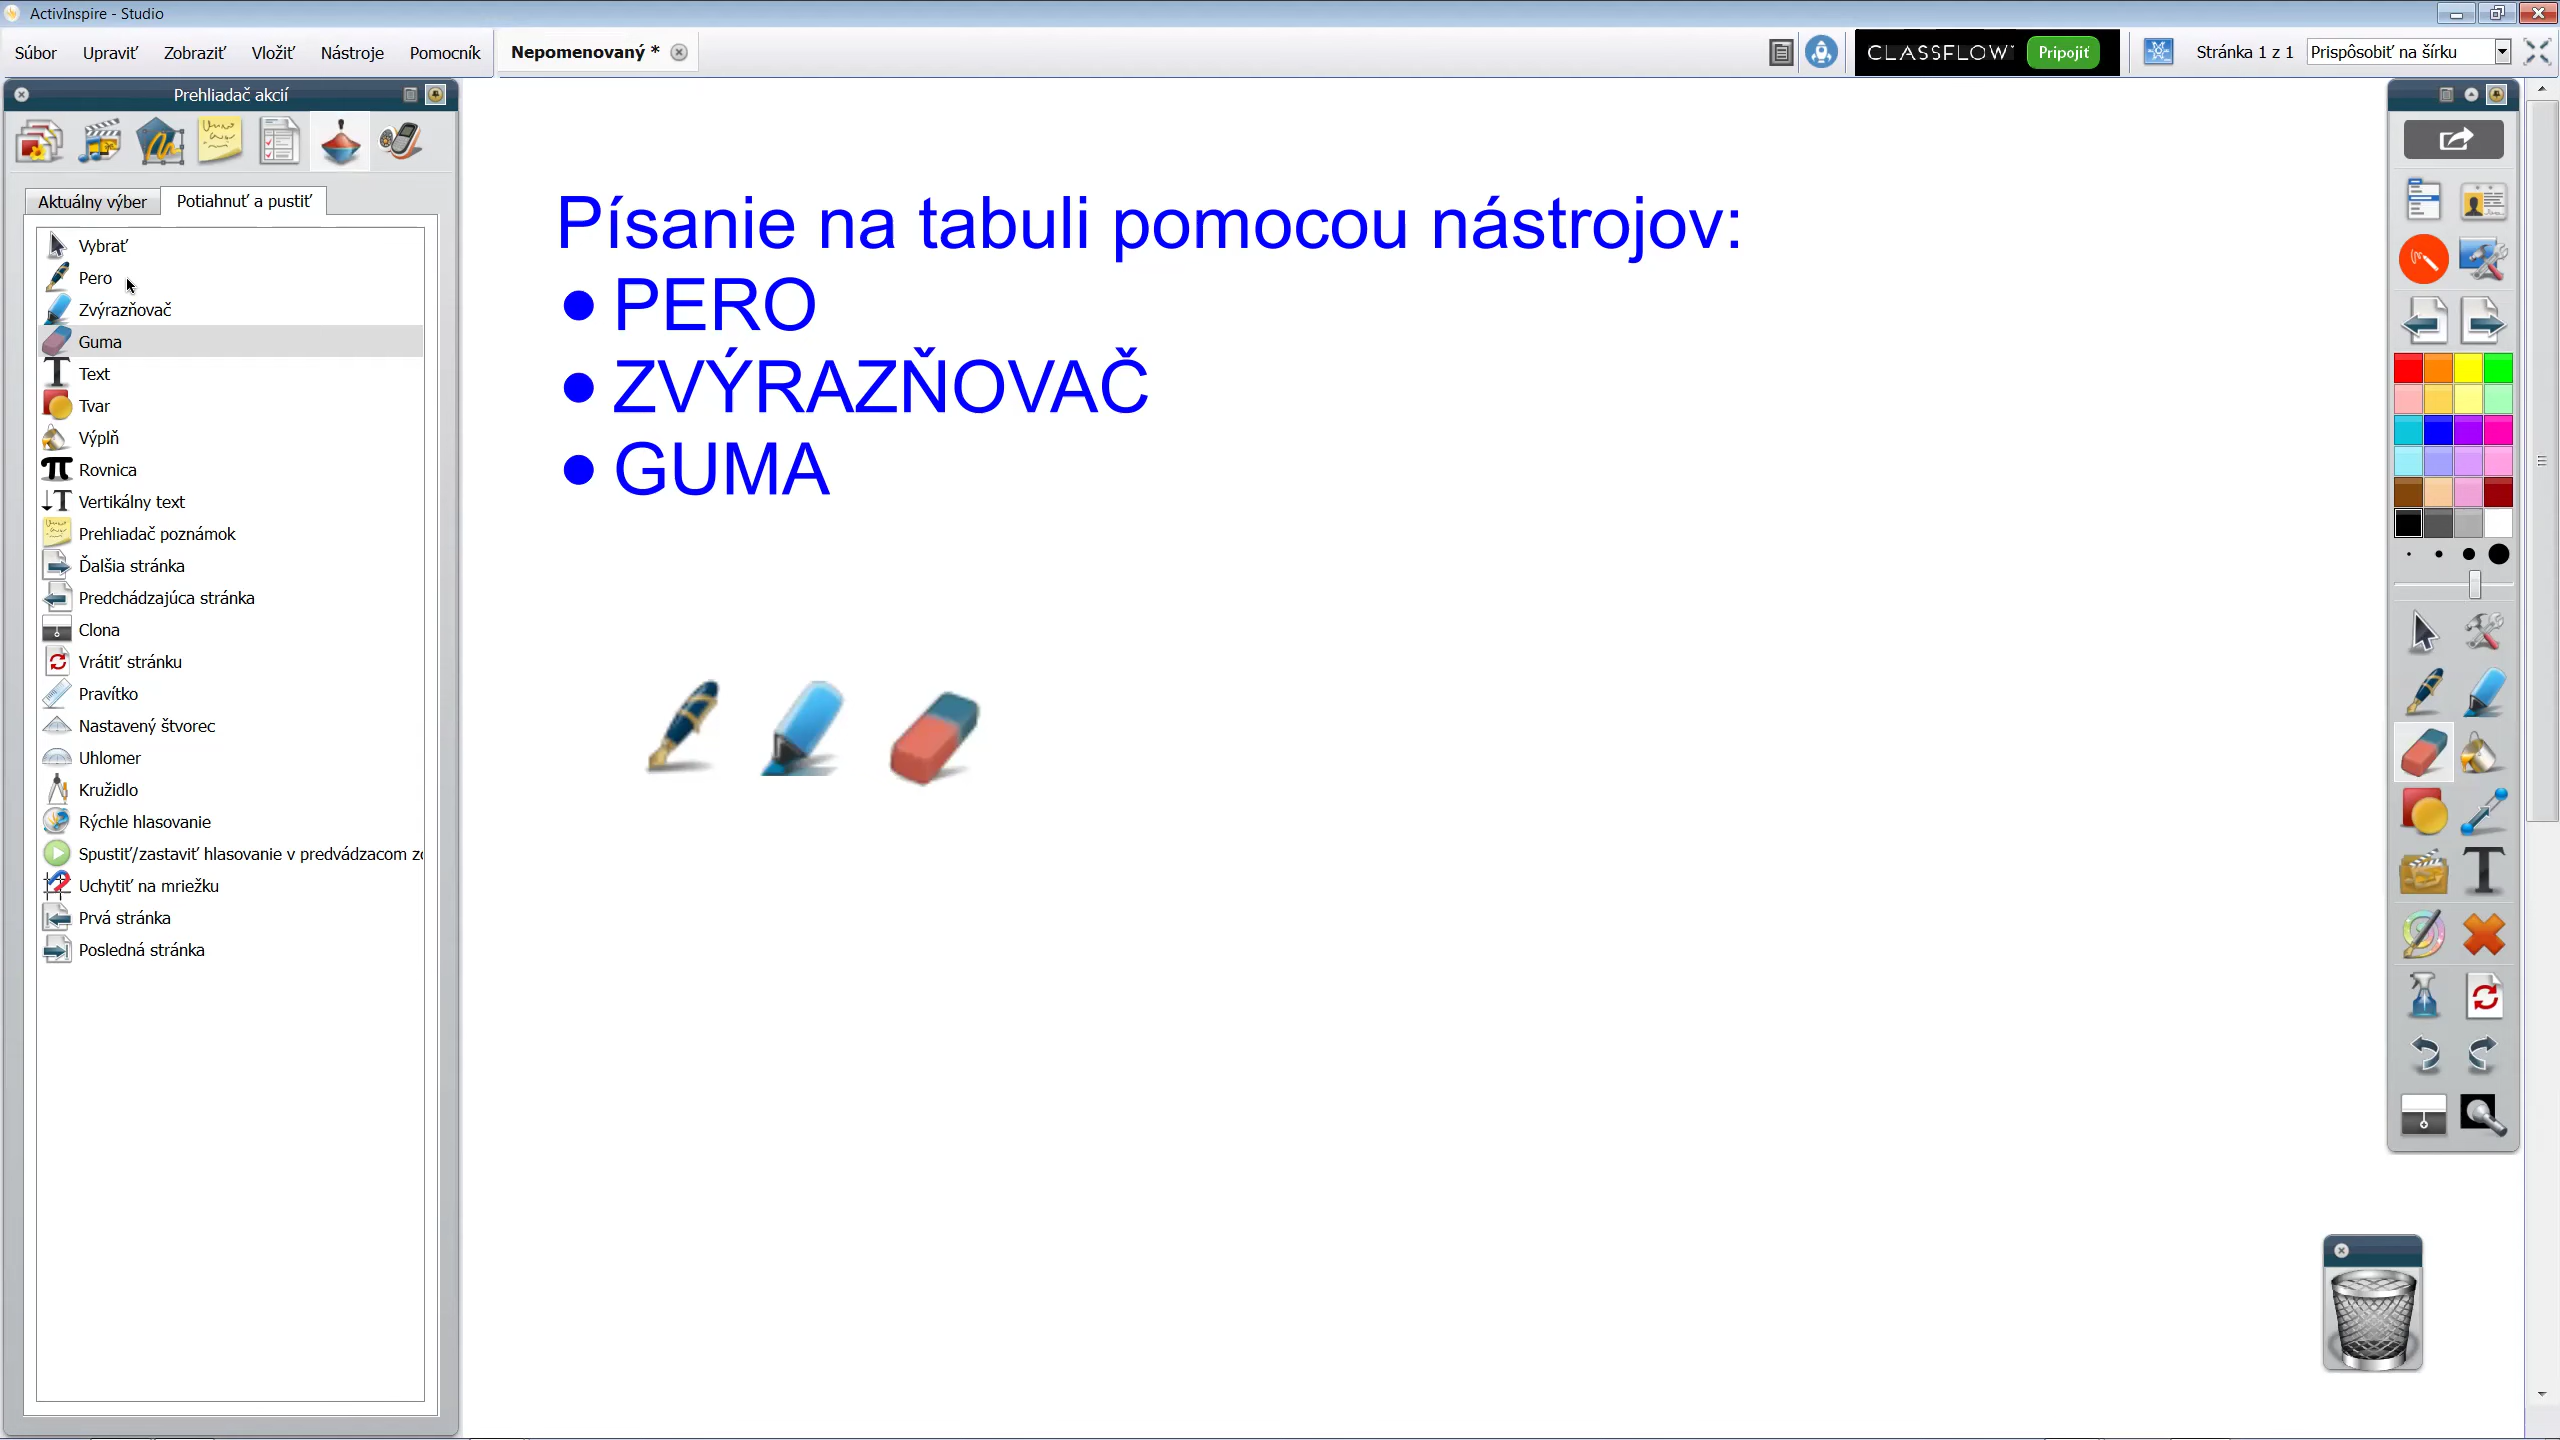 ActivInspire - Studio
Súbor Upraviť Zobraziť Vložiť Nástroje Pomocník Nepomenovaný * CLASSFLOW Pripojiť Stránka 1 z 1 Prispôsobiť na šírku
Prehliadač akcií
Aktuálny výber Potiahnuť a pustiť
Vybrať
Pero
Zvýrazňovač
Guma
Text
Tvar
Výplň
Rovnica
Vertikálny text
Prehliadač poznámok
Ďalšia stránka
Predchádzajúca stránka
Clona
Vrátiť stránku
Pravítko
Nastavený štvorec
Uhlomer
Kružidlo
Rýchle hlasovanie
Spustiť/zastaviť hlasovanie v predvádzacom
Uchytiť na mriežku
Prvá stránka
Posledná stránka
Písanie na tabuli pomocou nástrojov:
• PERO
• ZVÝRAZŇOVAČ
• GUMA